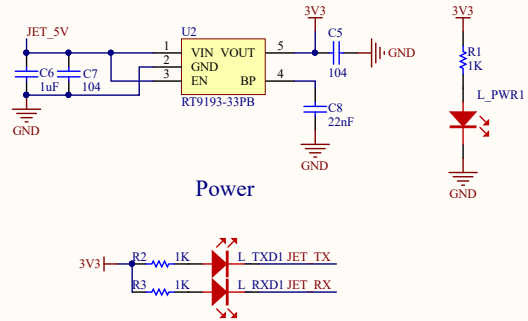 JET_5V
U2
3V3
C5
3V3
1 VIN VOUT 5
2 GND
3 EN BP 4
GND
104
R1
1K
C6
1uF
C7
104
RT9193-33PB
L_PWR1
C8
22nF
GND
GND
GND
Power
3V3
R2 1K L_TXD1 JET_TX
R3 1K L_RXD1 JET_RX